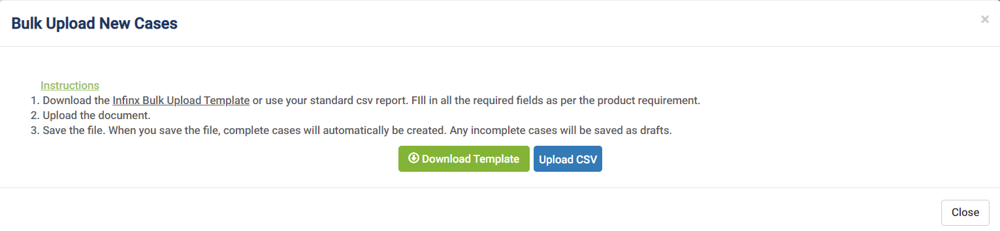 Bulk Upload New Cases
×
Instructions
1. Download the Infinx Bulk Upload Template or use your standard csv report. FIll in all the required fields as per the product requirement.
2. Upload the document.
3. Save the file. When you save the file, complete cases will automatically be created. Any incomplete cases will be saved as drafts.
Download Template Upload CSV
Close